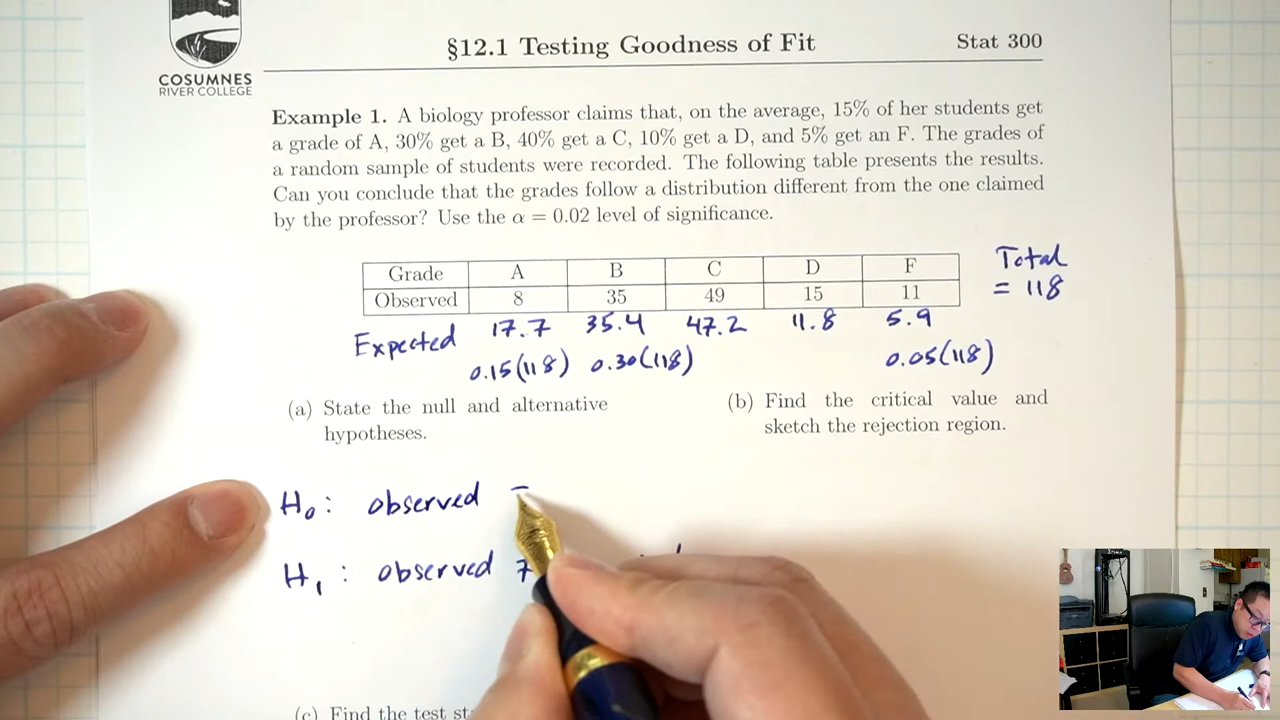 COSUMNES
RIVER COLLEGE
§12.1 Testing Goodness of Fit
Stat 300
Example 1. A biology professor claims that, on the average, 15% of her students get
a grade of A, 30% get a B, 40% get a C, 10% get a D, and 5% get an F. The grades of
a random sample of students were recorded. The following table presents the results.
Can you conclude that the grades follow a distribution different from the one claimed
by the professor? Use the α = 0.02 level of significance.
Grade A B C D F
Observed 8 35 49 15 11
Total
= 118
Expected 17.7 35.4 47.2 11.8 5.9
0.15(118) 0.30(118) 0.05(118)
(a) State the null and alternative
hypotheses.
(b) Find the critical value and
sketch the rejection region.
H₀: observed
H₁: observed ≠
(c) Find the test